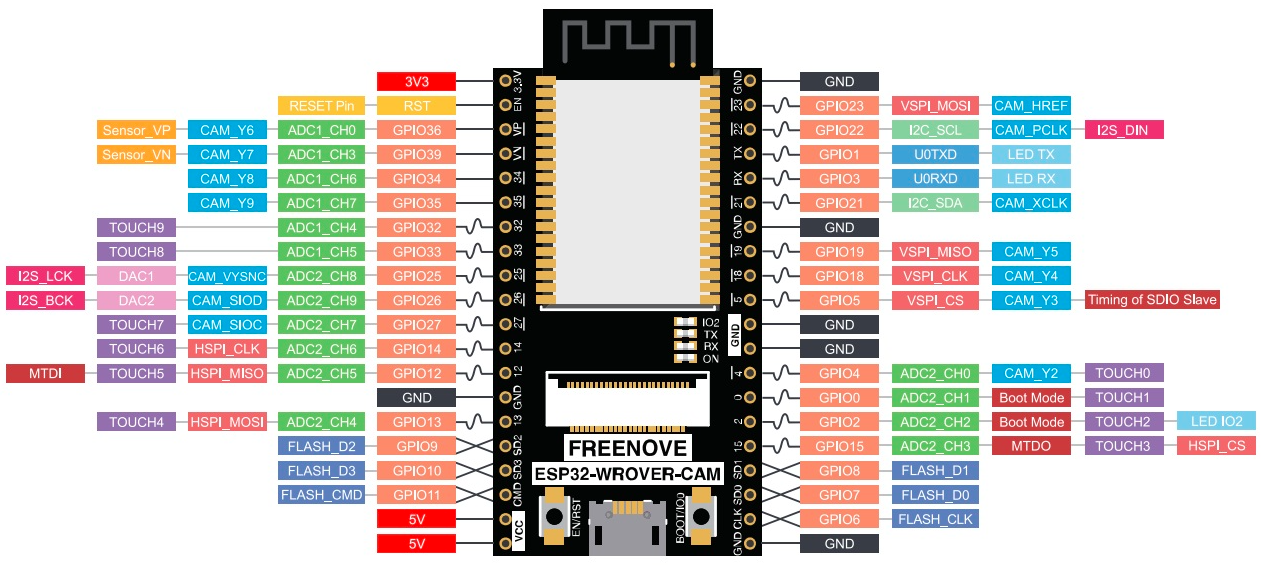 3V3 3.3V GND GND
RESET Pin RST EN 23 GPIO23 VSPI_MOSI CAM_HREF
Sensor_VP CAM_Y6 ADC1_CH0 GPIO36 VP 22 GPIO22 I2C_SCL CAM_PCLK I2S_DIN
Sensor_VN CAM_Y7 ADC1_CH3 GPIO39 VN TX GPIO1 U0TXD LED TX
CAM_Y8 ADC1_CH6 GPIO34 34 RX GPIO3 U0RXD LED RX
CAM_Y9 ADC1_CH7 GPIO35 35 21 GPIO21 I2C_SDA CAM_XCLK
TOUCH9 ADC1_CH4 GPIO32 32 GND GND
TOUCH8 ADC1_CH5 GPIO33 33 19 GPIO19 VSPI_MISO CAM_Y5
I2S_LCK DAC1 CAM_VYSNC ADC2_CH8 GPIO25 25 18 GPIO18 VSPI_CLK CAM_Y4
I2S_BCK DAC2 CAM_SIOD ADC2_CH9 GPIO26 26 5 GPIO5 VSPI_CS CAM_Y3 Timing of SDIO Slave
TOUCH7 CAM_SIOC ADC2_CH7 GPIO27 27 IO2 GND GND
TX
TOUCH6 HSPI_CLK ADC2_CH6 GPIO14 14 RX GND
ON
MTDI TOUCH5 HSPI_MISO ADC2_CH5 GPIO12 12 4 GPIO4 ADC2_CH0 CAM_Y2 TOUCH0
GND GND 0 GPIO0 ADC2_CH1 Boot Mode TOUCH1
TOUCH4 HSPI_MOSI ADC2_CH4 GPIO13 13 2 GPIO2 ADC2_CH2 Boot Mode TOUCH2 LED IO2
FLASH_D2 GPIO9 SD2 FREENOVE 15 GPIO15 ADC2_CH3 MTDO TOUCH3 HSPI_CS
FLASH_D3 GPIO10 SD3 ESP32-WROVER-CAM SD1 GPIO8 FLASH_D1
FLASH_CMD GPIO11 CMD SD0 GPIO7 FLASH_D0
5V VCC EN/RST BOOT/IO0 CLK GPIO6 FLASH_CLK
5V GND GND